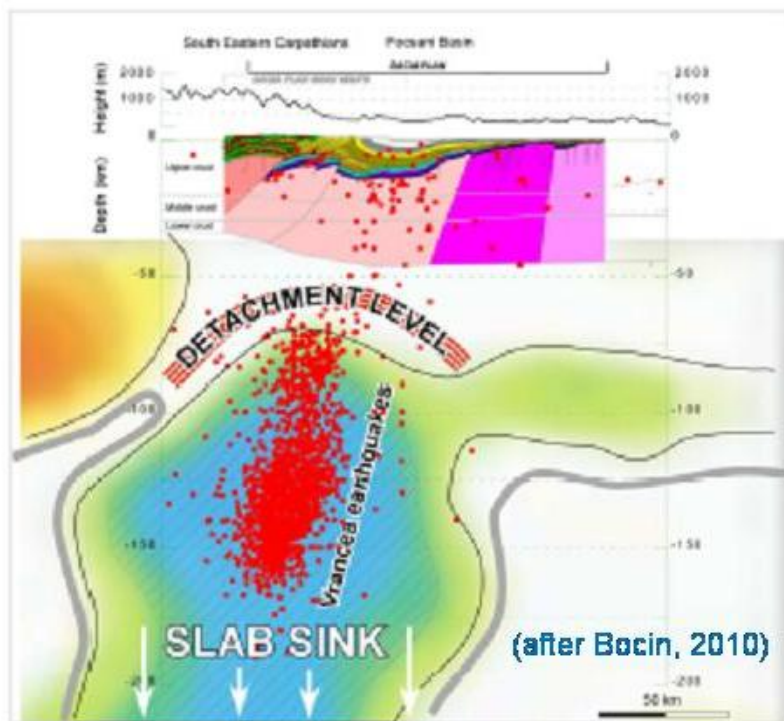 South Eastern Carpathians Focsani Basin
2000 2000
1000 1000
0 0
Height (m)
Depth (km)
Upper crust
Middle crust
Lower crust
-50 -50
DETACHMENT LEVEL
-100 -100
Vrancea earthquakes
-150 -150
SLAB SINK
(after Bocin, 2010)
-200 -200
50 km